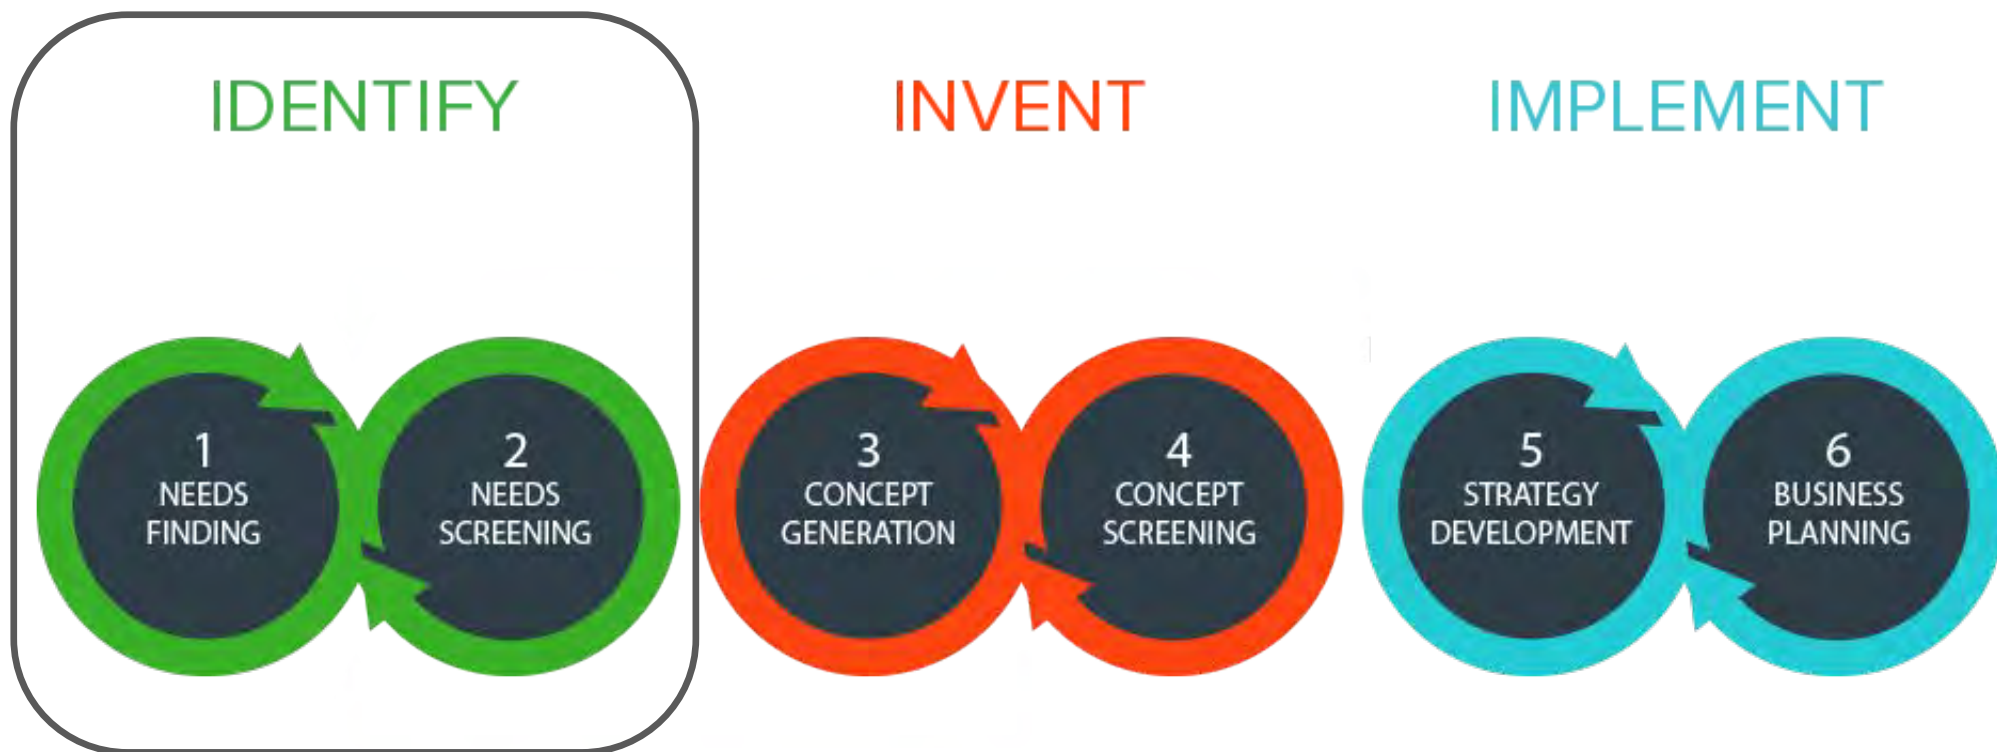 IDENTIFY
INVENT
IMPLEMENT
1
NEEDS
FINDING
2
NEEDS
SCREENING
3
CONCEPT
GENERATION
4
CONCEPT
SCREENING
5
STRATEGY
DEVELOPMENT
6
BUSINESS
PLANNING